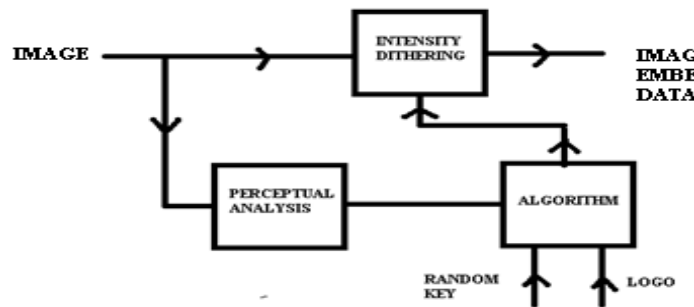 IMAGE
INTENSITY
DITHERING
IMAG
EMBE
DATA
PERCEPTUAL
ANALYSIS
ALGORITHM
RANDOM
KEY
LOGO